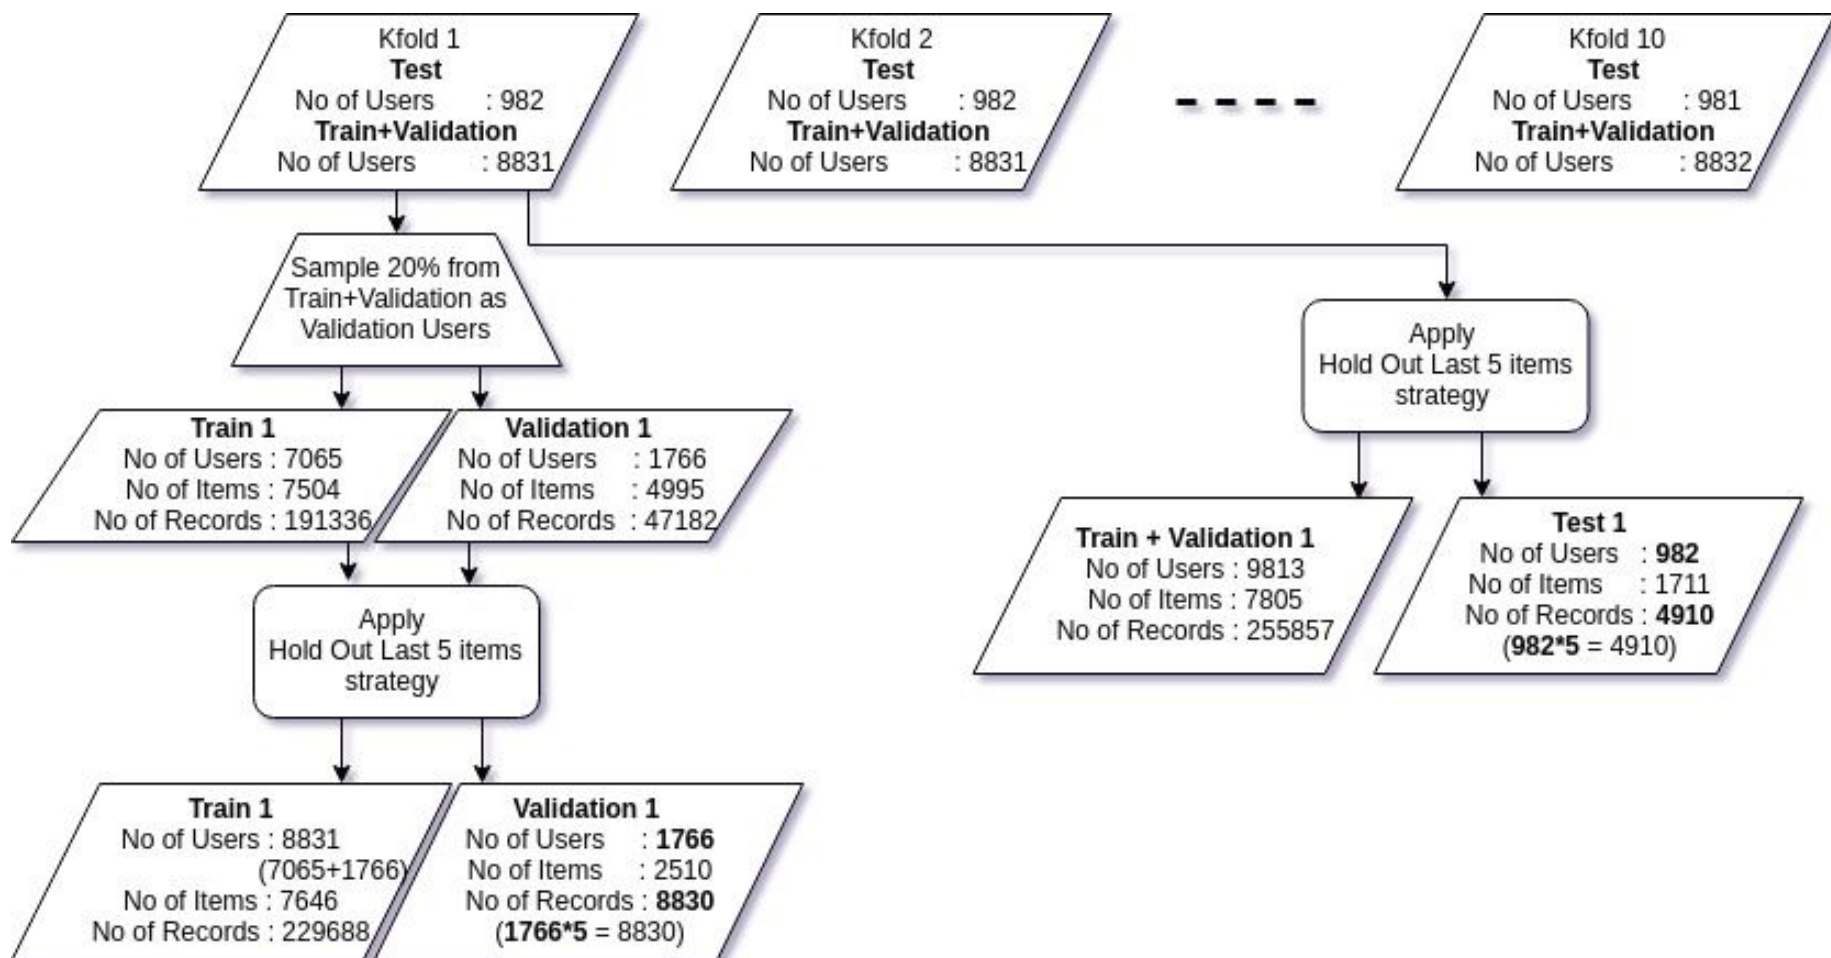 Kfold 1
Test
No of Users : 982
Train+Validation
No of Users : 8831
Kfold 2
Test
No of Users : 982
Train+Validation
No of Users : 8831
Kfold 10
Test
No of Users : 981
Train+Validation
No of Users : 8832
Sample 20% from
Train+Validation as
Validation Users
Apply
Hold Out Last 5 items
strategy
Train 1
No of Users : 7065
No of Items : 7504
No of Records : 191336
Validation 1
No of Users : 1766
No of Items : 4995
No of Records : 47182
Train + Validation 1
No of Users : 9813
No of Items : 7805
No of Records : 255857
Test 1
No of Users : 982
No of Items : 1711
No of Records : 4910
(982*5 = 4910)
Apply
Hold Out Last 5 items
strategy
Train 1
No of Users : 8831
(7065+1766)
No of Items : 7646
No of Records : 229688
Validation 1
No of Users : 1766
No of Items : 2510
No of Records : 8830
(1766*5 = 8830)